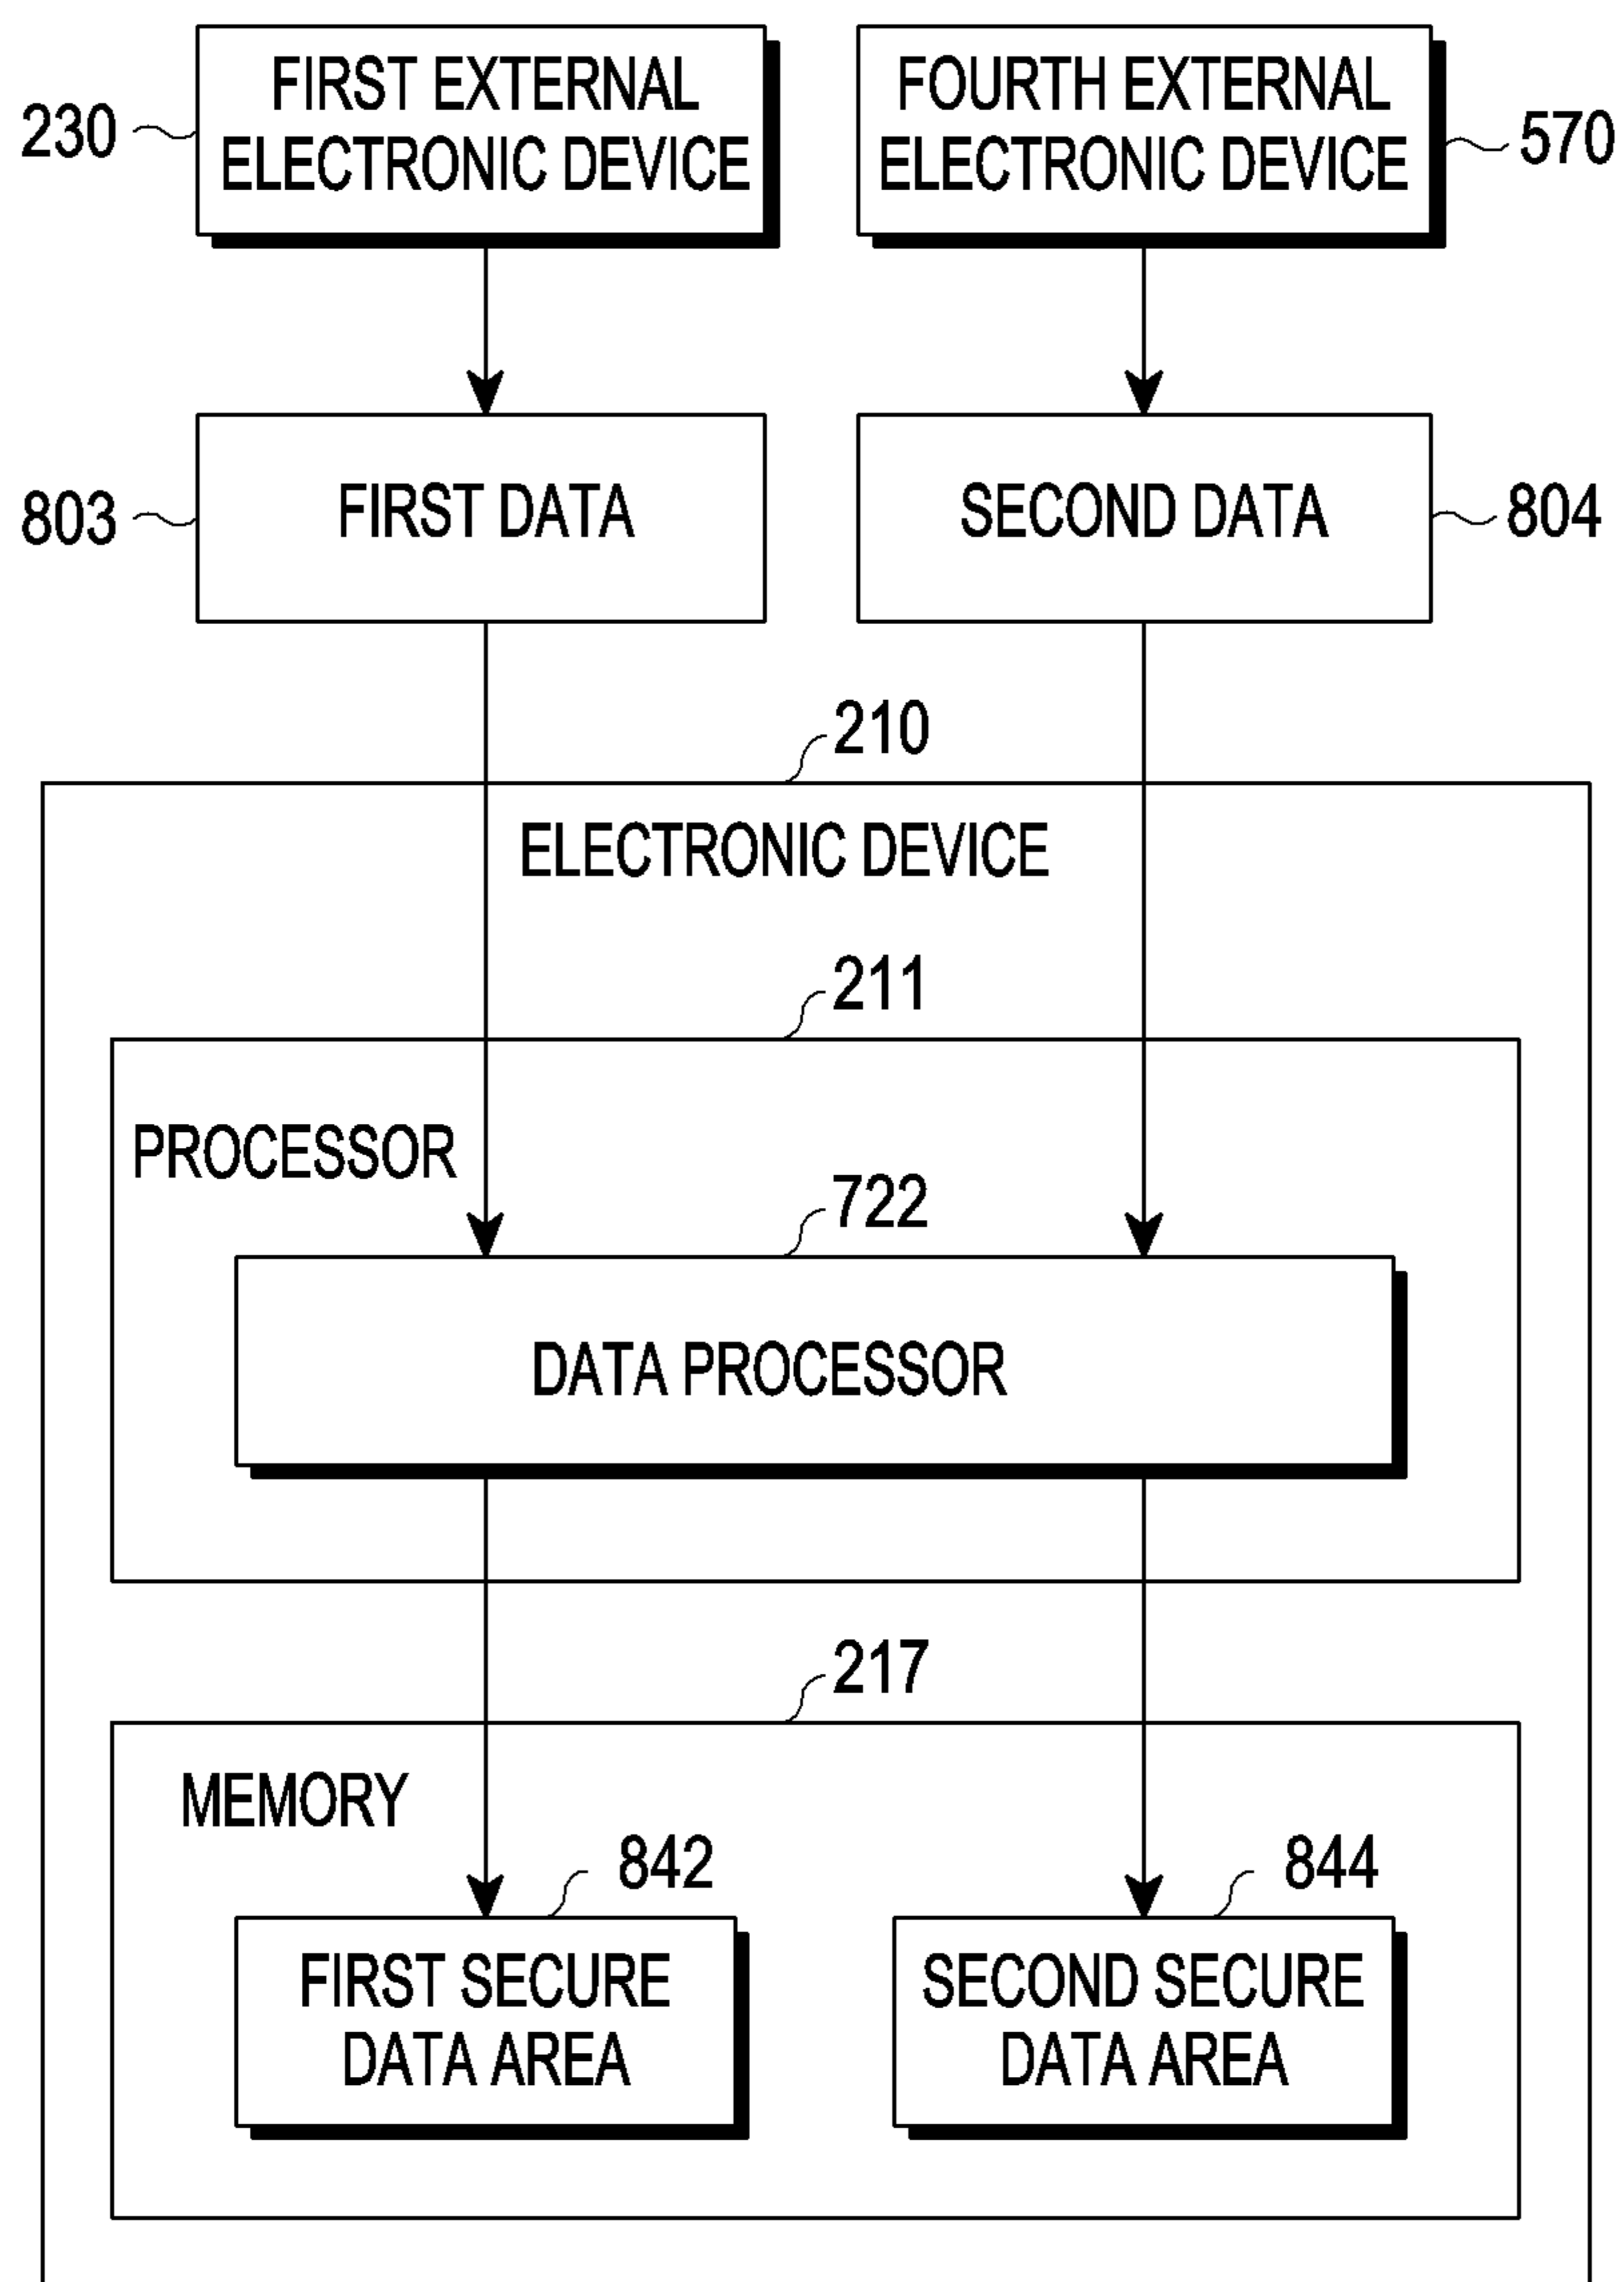 FIRST EXTERNAL
ELECTRONIC DEVICE
230
FOURTH EXTERNAL
ELECTRONIC DEVICE
570
803
FIRST DATA
SECOND DATA
804
210
ELECTRONIC DEVICE
211
PROCESSOR
722
DATA PROCESSOR
217
MEMORY
842
844
FIRST SECURE
DATA AREA
SECOND SECURE
DATA AREA